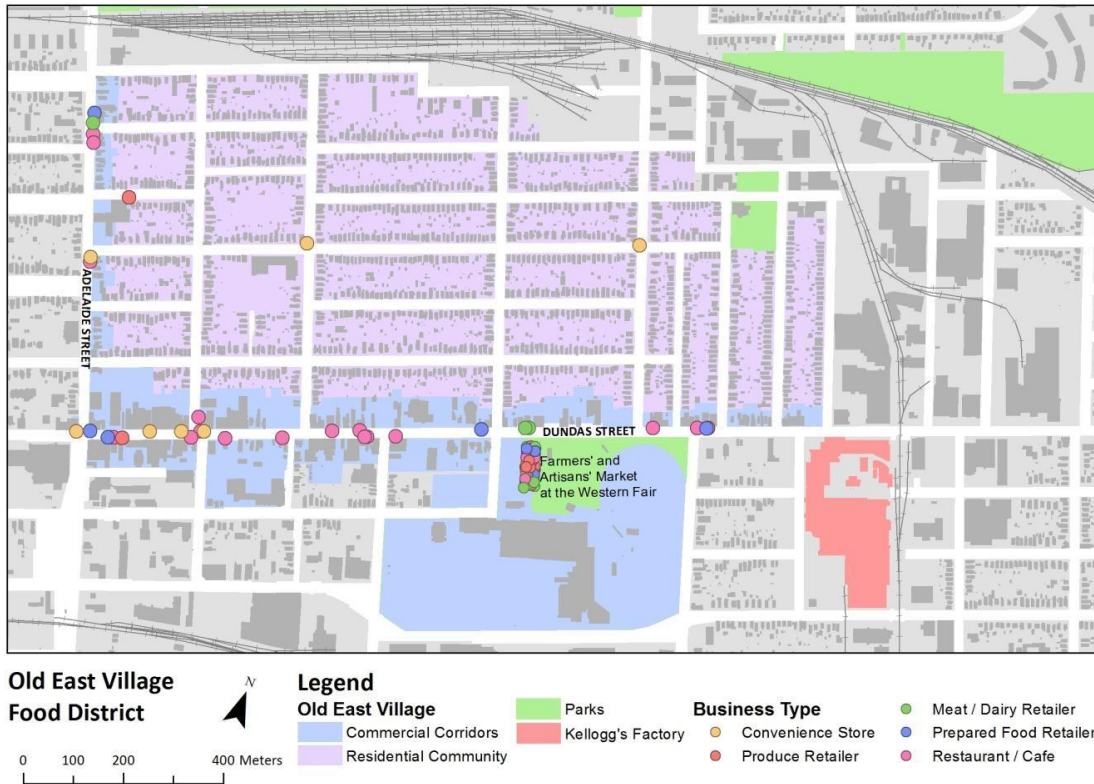 ADELAIDE STREET
DUNDAS STREET
Farmers' and
Artisans' Market
at the Western Fair
Old East Village
Food District
N
0 100 200 400 Meters
Legend
Old East Village
Commercial Corridors
Residential Community
Parks
Kellogg's Factory
Business Type
Convenience Store
Produce Retailer
Meat / Dairy Retailer
Prepared Food Retailer
Restaurant / Cafe